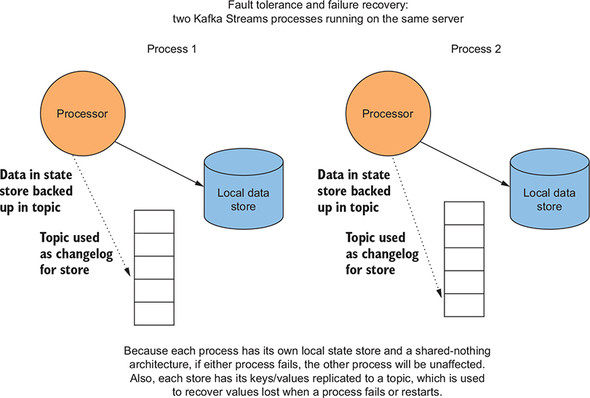 Fault tolerance and failure recovery:
two Kafka Streams processes running on the same server
Process 1
Processor
Data in state
store backed
up in topic
Local data
store
Topic used
as changelog
for store
Process 2
Processor
Data in state
store backed
up in topic
Local data
store
Topic used
as changelog
for store
Because each process has its own local state store and a shared-nothing
architecture, if either process fails, the other process will be unaffected.
Also, each store has its keys/values replicated to a topic, which is used
to recover values lost when a process fails or restarts.